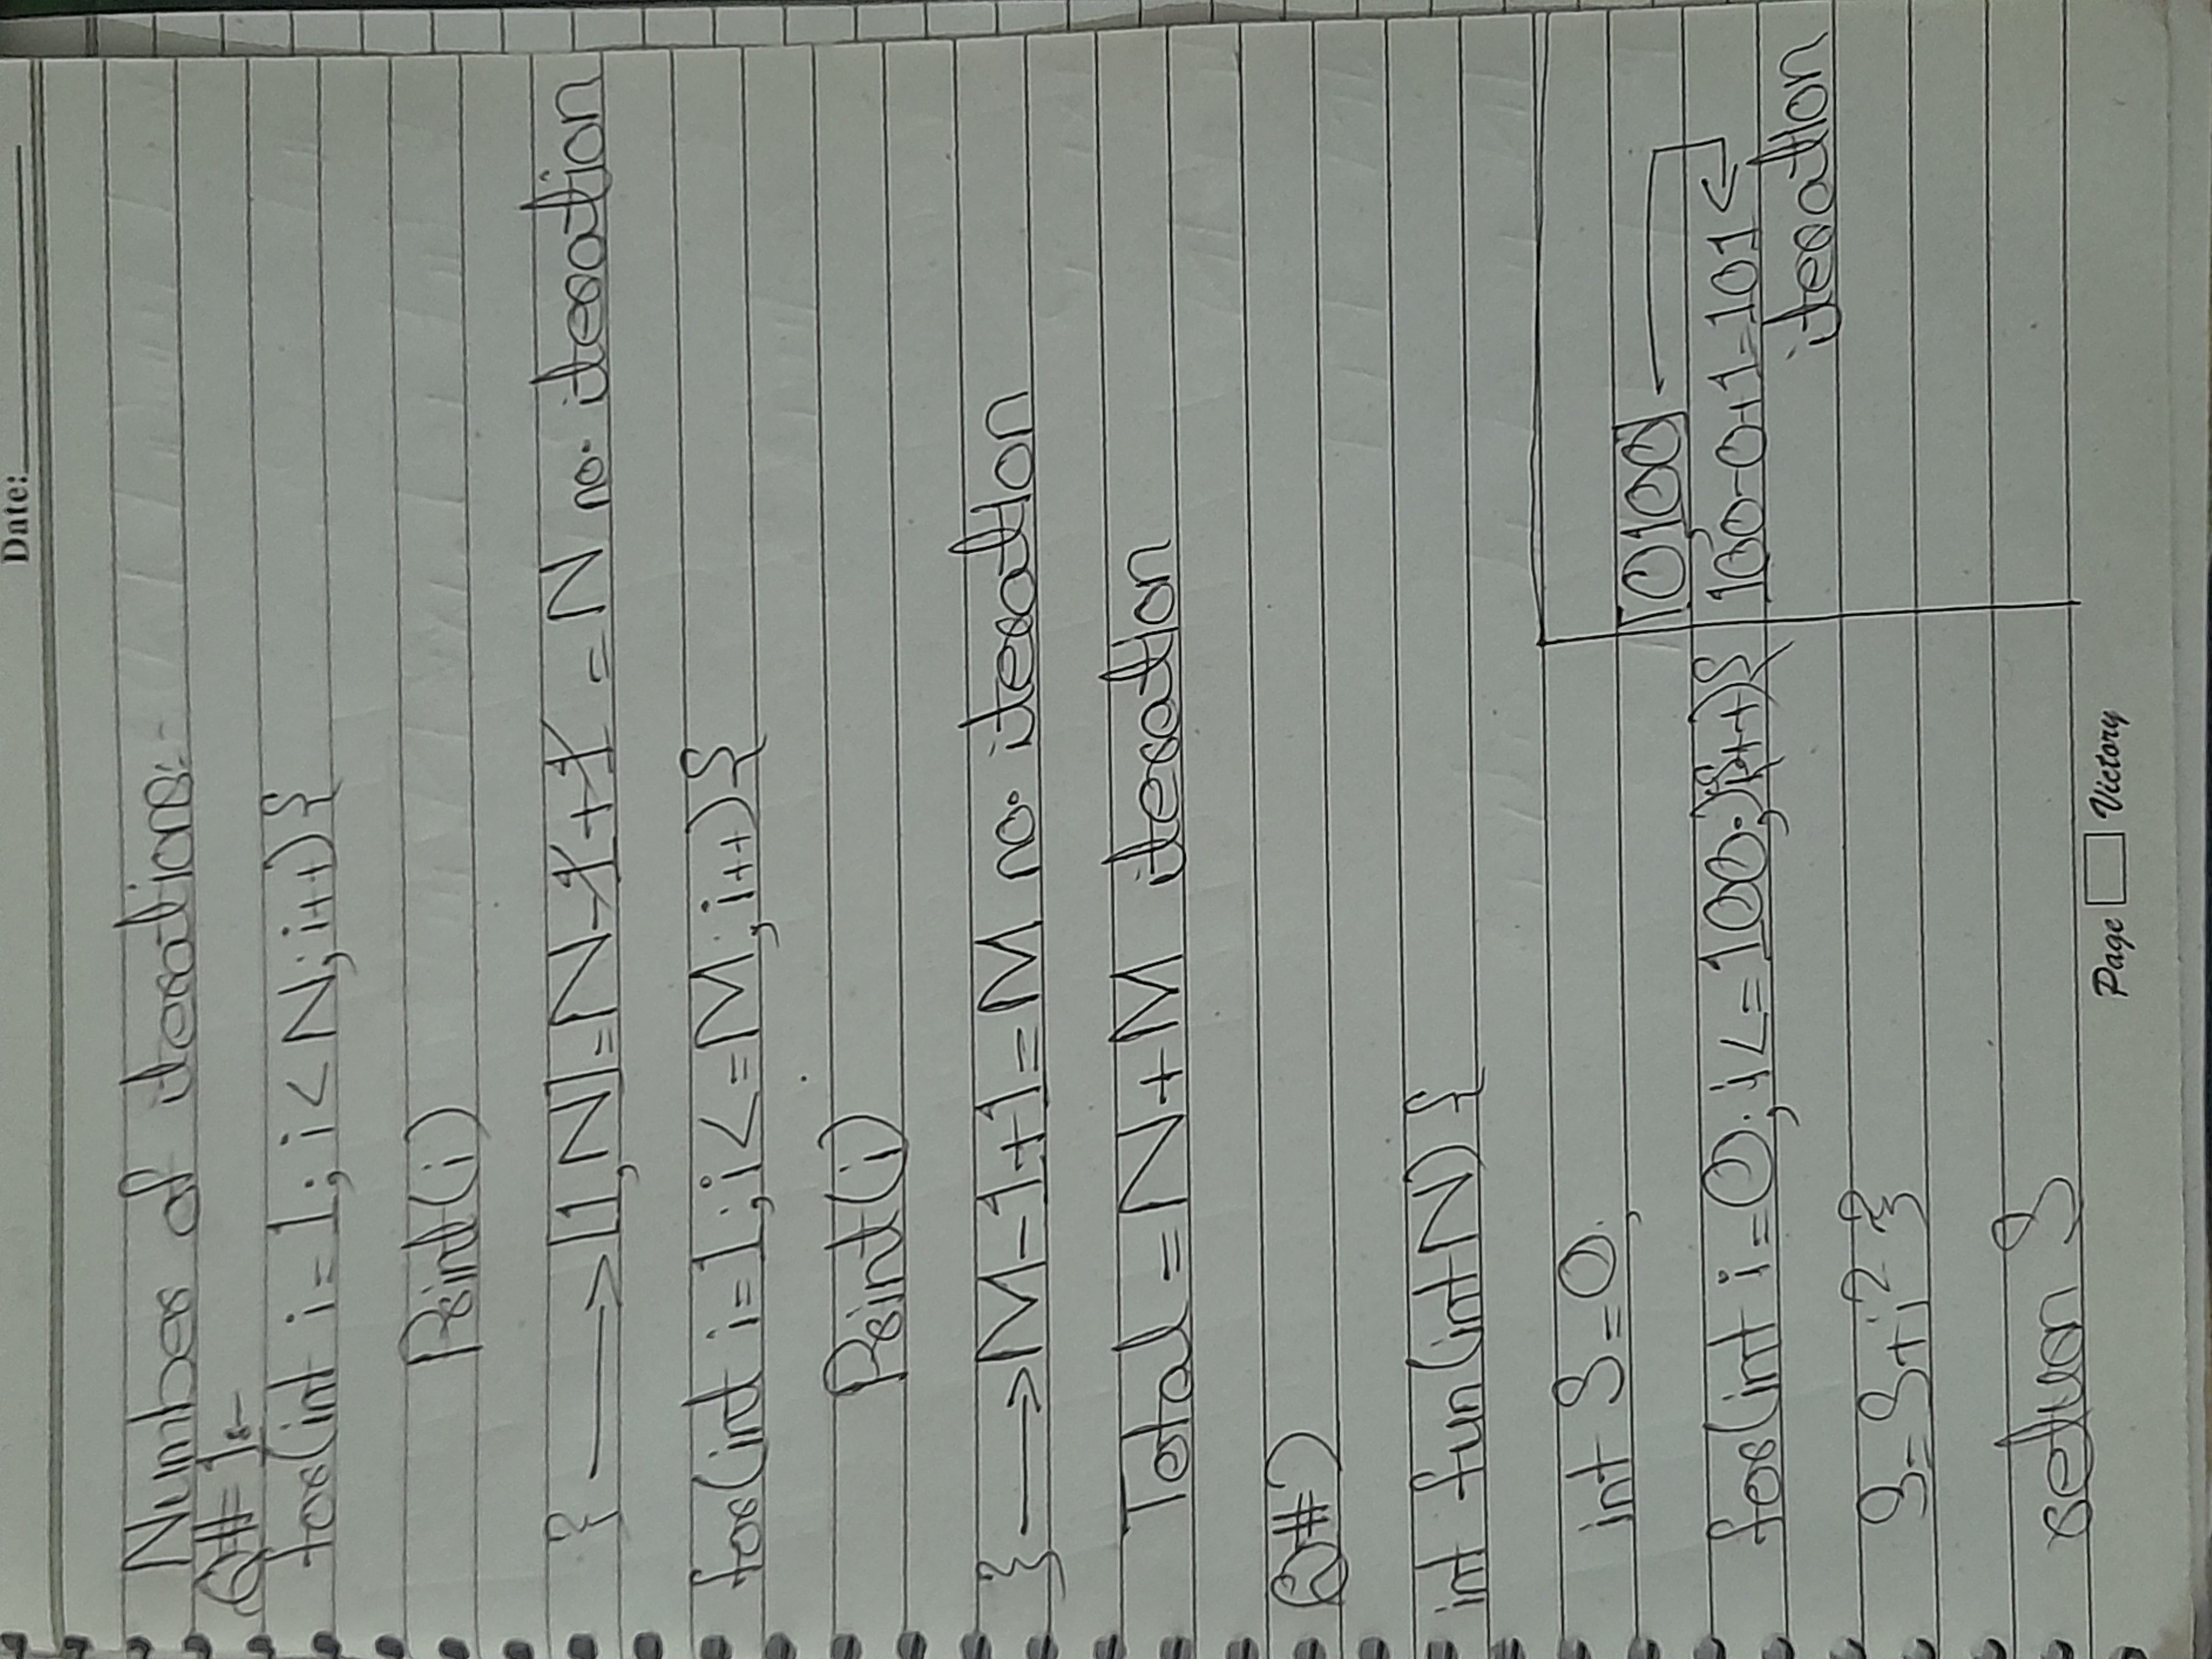 Date:
Number of iterations:-
Q#1:-
for(int i=1; i<N; i++){
Print(i)
} → [1,N]=N-1+1 = N no. iteration
for(int i=1; i<=M; i++){
Print(i)
} → M-1+1=M no. iteration
Total = N+M iteration
Q#2
int fun(int N) {
int S=0;
[0,100]
for(int i=0; i<=100; i++){
100-0+1=101
iteration
S=S+i² }
return S
Page Victory